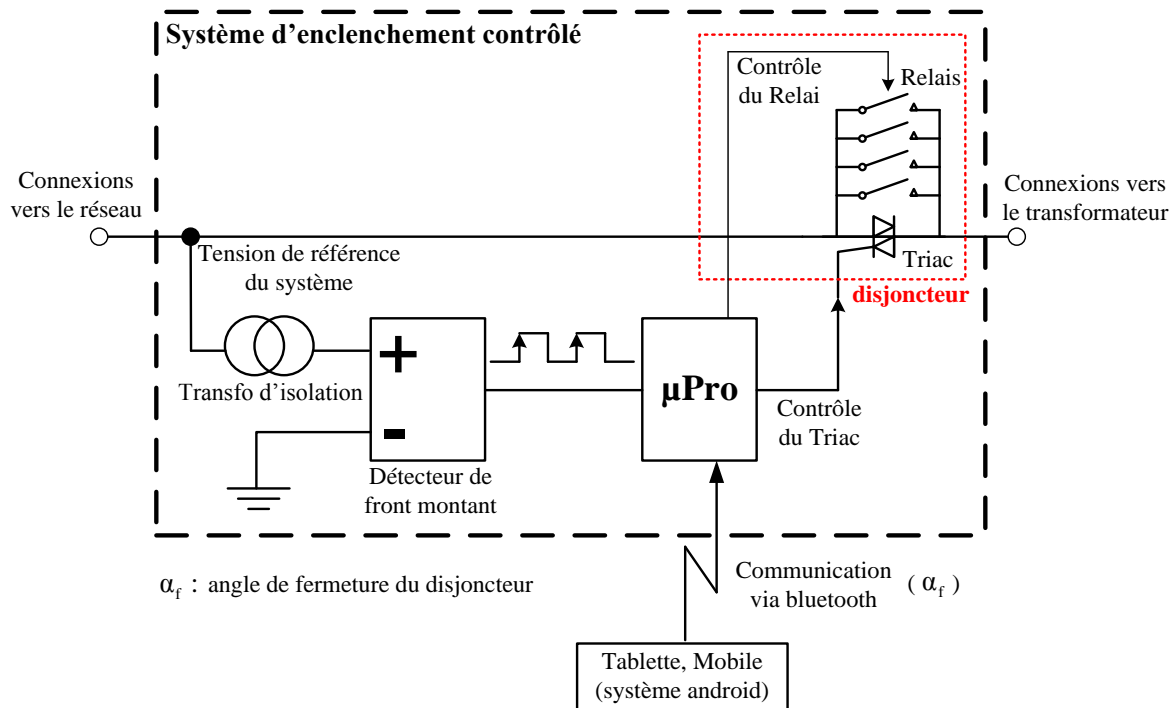 Système d'enclenchement contrôlé
Contrôle
du Relai
Relais
Connexions
vers le réseau
Connexions vers
le transformateur
Tension de référence
du système
Triac
disjoncteur
Transfo d'isolation
+
-
µPro
Contrôle
du Triac
Détecteur de
front montant
αf : angle de fermeture du disjoncteur
Communication
via bluetooth
( αf )
Tablette, Mobile
(système android)